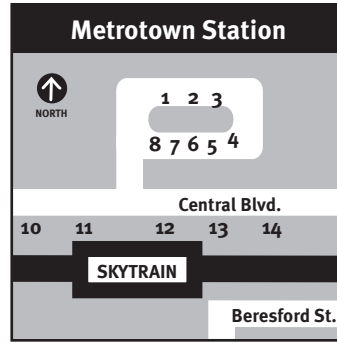 Metrotown Station
NORTH
1 2 3
8 7 6 5 4
Central Blvd.
10 11 12 13 14
SKYTRAIN
Beresford St.